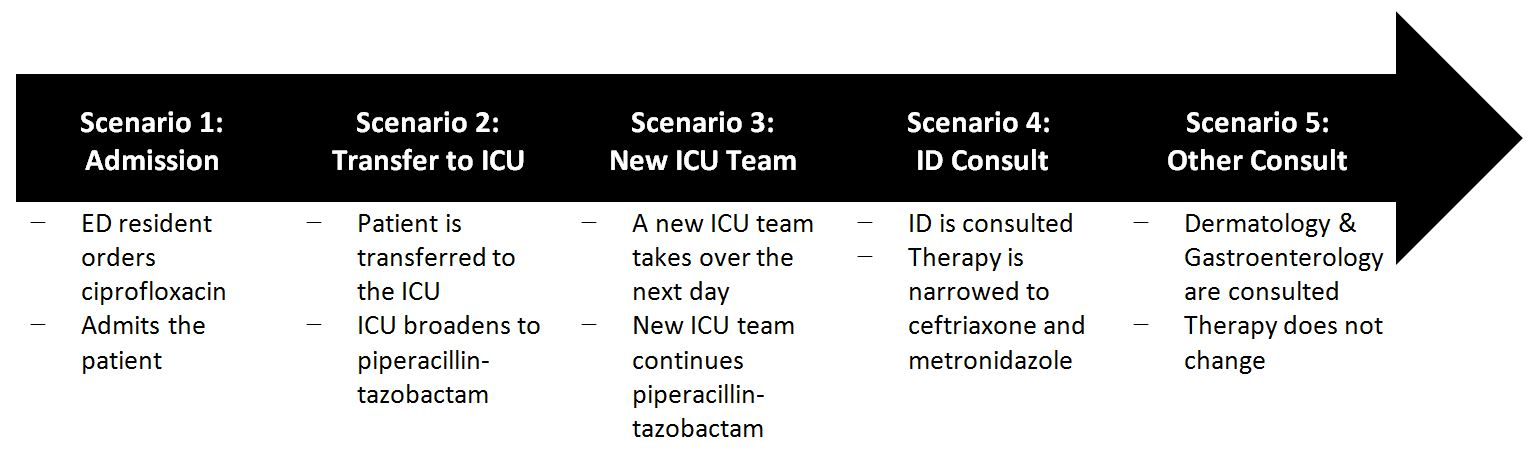 Scenario 1:
Admission
Scenario 2:
Transfer to ICU
Scenario 3:
New ICU Team
Scenario 4:
ID Consult
Scenario 5:
Other Consult
– ED resident
orders
ciprofloxacin
– Admits the
patient
– Patient is
transferred to
the ICU
– ICU broadens to
piperacillin-
tazobactam
– A new ICU team
takes over the
next day
– New ICU team
continues
piperacillin-
tazobactam
– ID is consulted
– Therapy is
narrowed to
ceftriaxone and
metronidazole
– Dermatology &
Gastroenterology
are consulted
– Therapy does not
change